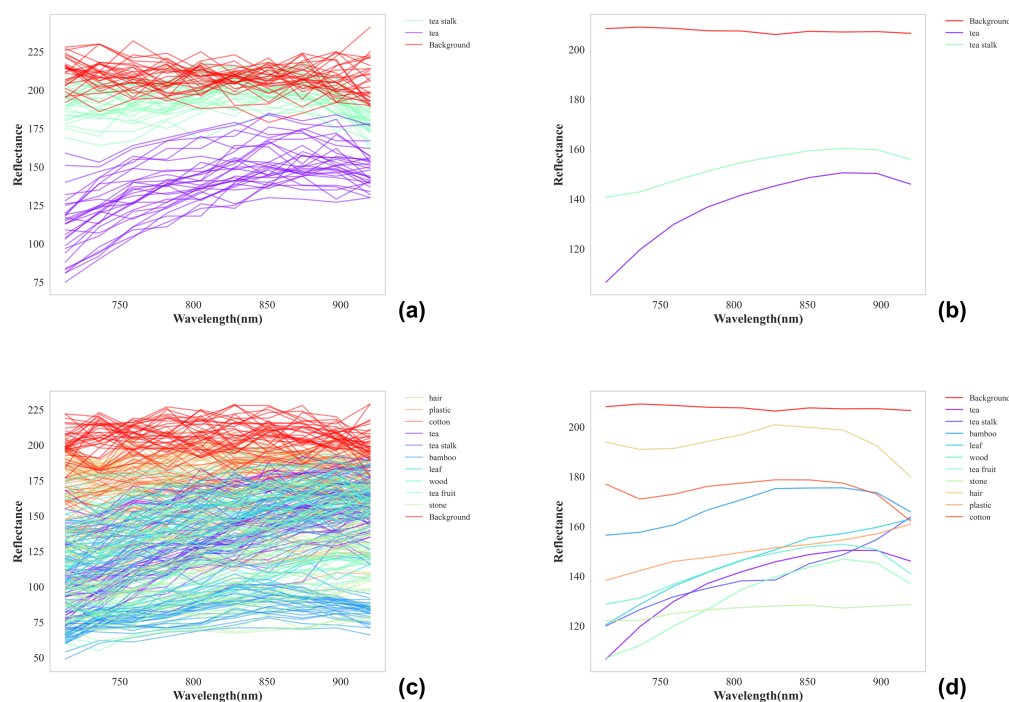 tea stalk
tea
Background
225
200
175
150
125
100
75
Reflectance
750
800
850
900
Wavelength(nm)
(a)
Background
tea
tea stalk
200
180
160
140
120
Reflectance
750
800
850
900
Wavelength(nm)
(b)
hair
plastic
cotton
tea
tea stalk
bamboo
leaf
wood
tea fruit
stone
Background
225
200
175
150
125
100
75
50
Reflectance
750
800
850
900
Wavelength(nm)
(c)
Background
tea
tea stalk
bamboo
leaf
wood
tea fruit
stone
hair
plastic
cotton
200
180
160
140
120
Reflectance
750
800
850
900
Wavelength(nm)
(d)